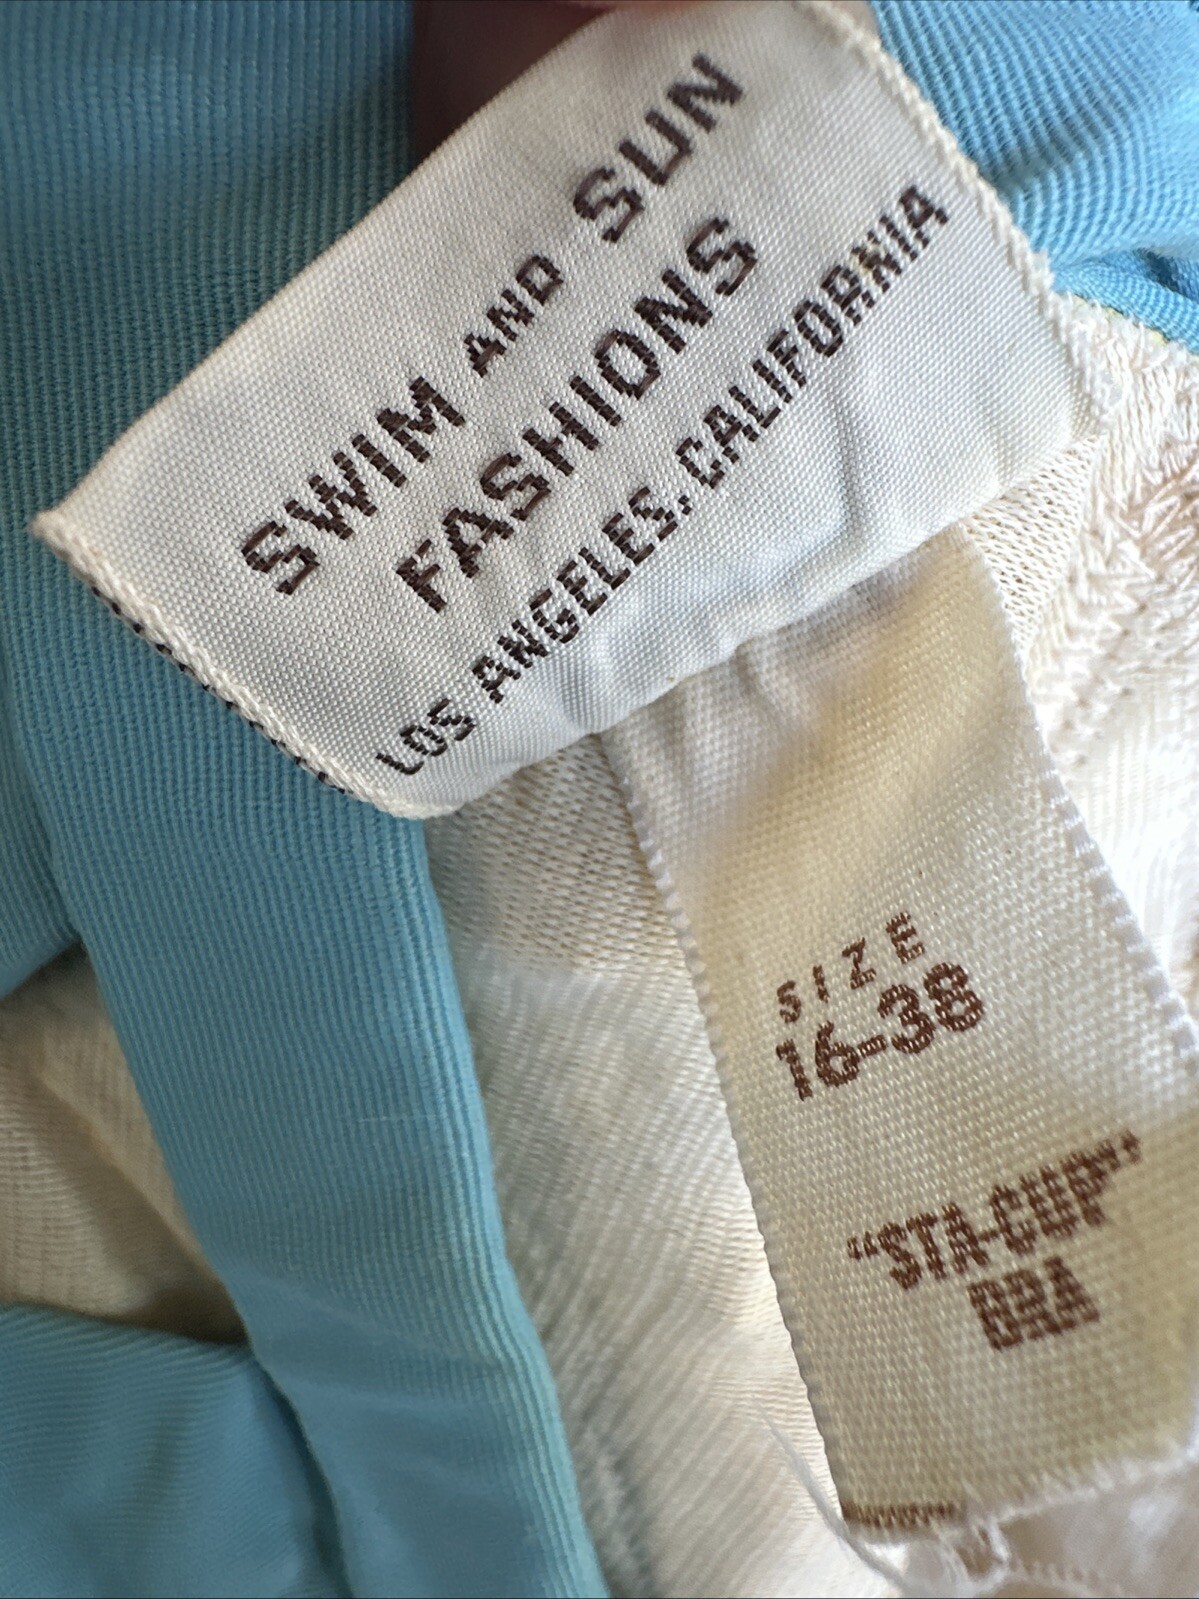 SWIM AND SUN
FASHIONS
LOS ANGELES, CALIFORNIA
SIZE
16-38
"STA-CUP"
BRA